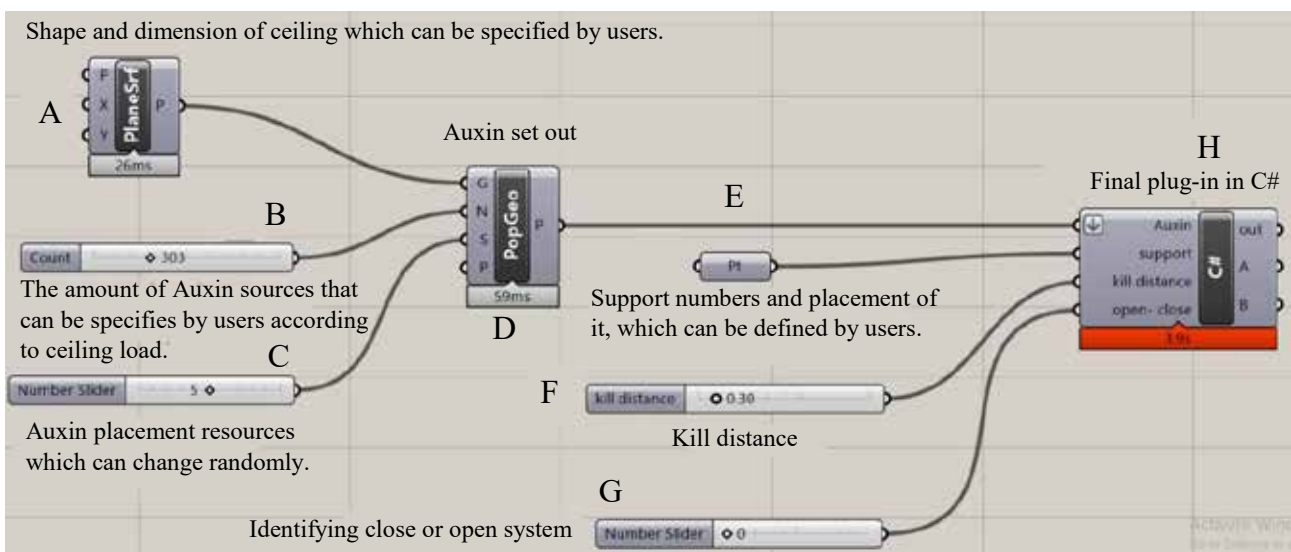 Shape and dimension of ceiling which can be specified by users.
A
F
X
Y
PlaneSrf
P
26ms
Auxin set out
B
G
N
S
P
PopGeo
P
59ms
D
Count
303
The amount of Auxin sources that
can be specifies by users according
to ceiling load.
C
Number Slider
5
Auxin placement resources
which can change randomly.
E
Pt
Support numbers and placement of
it, which can be defined by users.
F
kill distance
0.30
Kill distance
G
Identifying close or open system
Number Slider
0
H
Final plug-in in C#
Auxin
support
kill distance
open- close
C#
out
A
B
3.9s
Activate Win